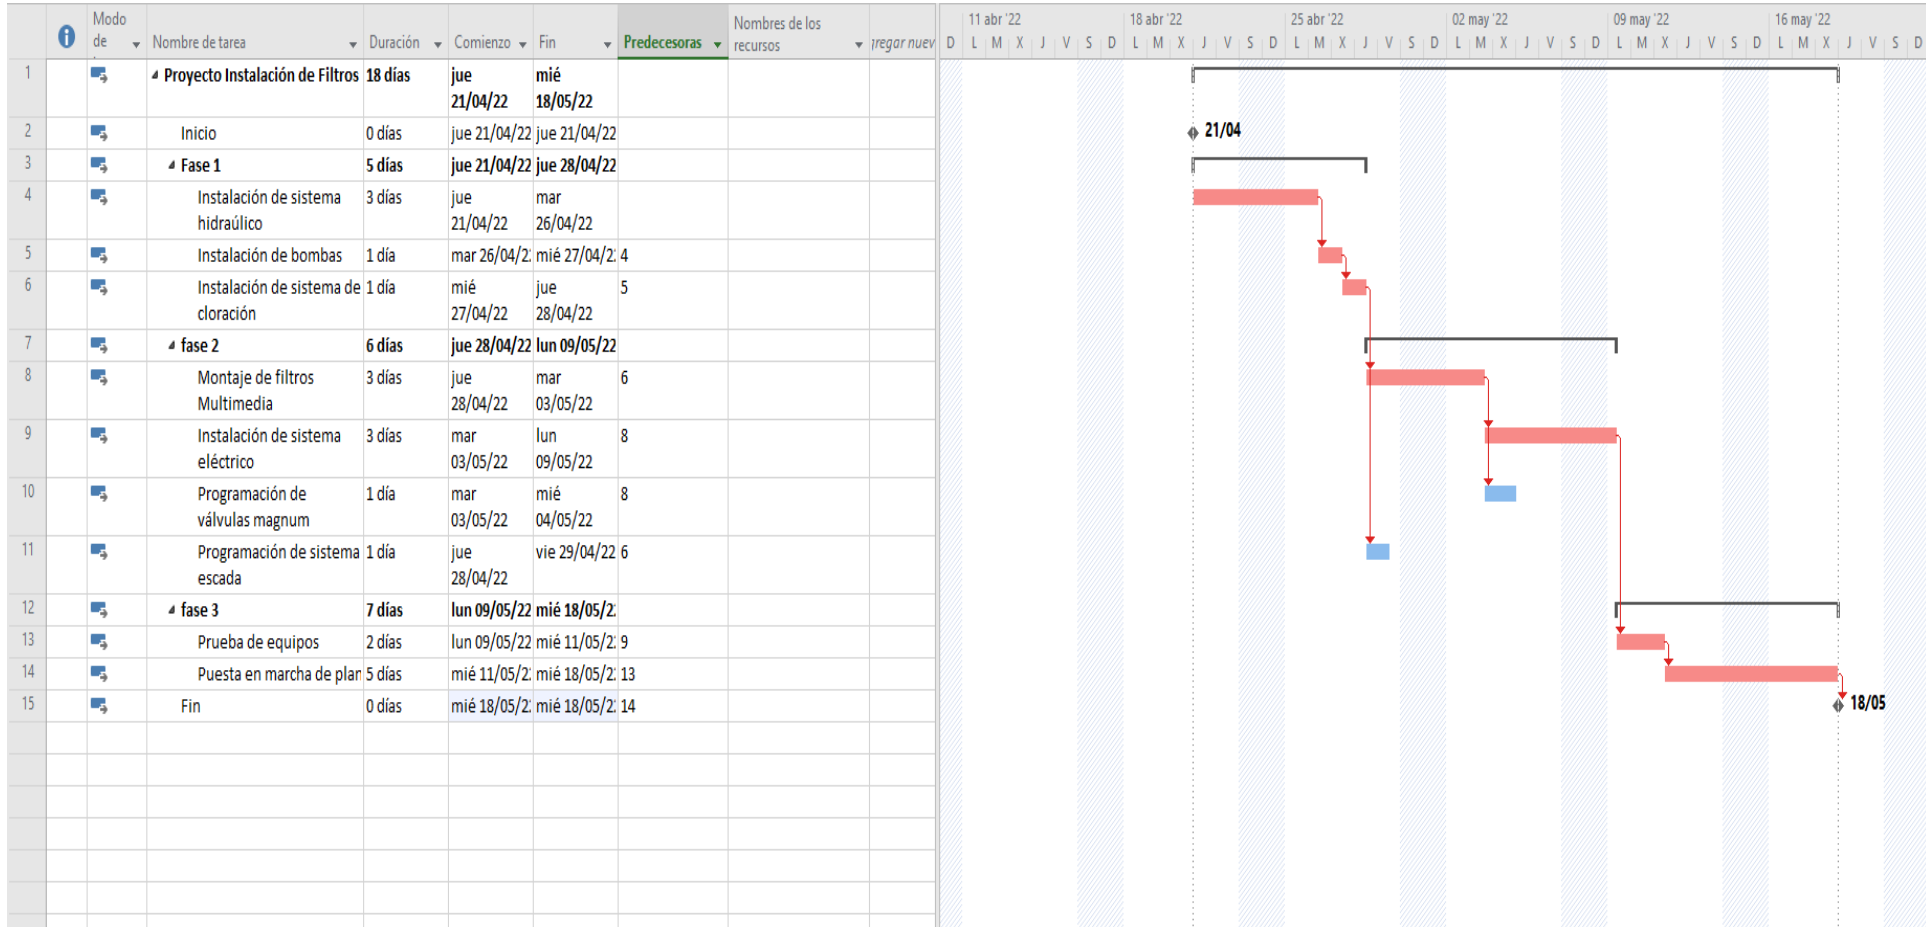 Modo de
Nombre de tarea
Duración
Comienzo
Fin
Predecesoras
Nombres de los recursos
11 abr '22
18 abr '22
25 abr '22
02 may '22
09 may '22
16 may '22
D L M X J V S D L M X J V S D L M X J V S D L M X J V S D L M X J V S D L M X J V S D
1 Proyecto Instalación de Filtros 18 días jue 21/04/22 mié 18/05/22
2 Inicio 0 días jue 21/04/22 jue 21/04/22
21/04
3 Fase 1 5 días jue 21/04/22 jue 28/04/22
4 Instalación de sistema hidraúlico 3 días jue 21/04/22 mar 26/04/22
5 Instalación de bombas 1 día mar 26/04/2 mié 27/04/2 4
6 Instalación de sistema de cloración 1 día mié 27/04/22 jue 28/04/22 5
7 fase 2 6 días jue 28/04/22 lun 09/05/22
8 Montaje de filtros Multimedia 3 días jue 28/04/22 mar 03/05/22 6
9 Instalación de sistema eléctrico 3 días mar 03/05/22 lun 09/05/22 8
10 Programación de válvulas magnum 1 día mar 03/05/22 mié 04/05/22 8
11 Programación de sistema escada 1 día jue 28/04/22 vie 29/04/22 6
12 fase 3 7 días lun 09/05/22 mié 18/05/2
13 Prueba de equipos 2 días lun 09/05/22 mié 11/05/2 9
14 Puesta en marcha de plan 5 días mié 11/05/2 mié 18/05/2 13
15 Fin 0 días mié 18/05/2 mié 18/05/2 14
18/05